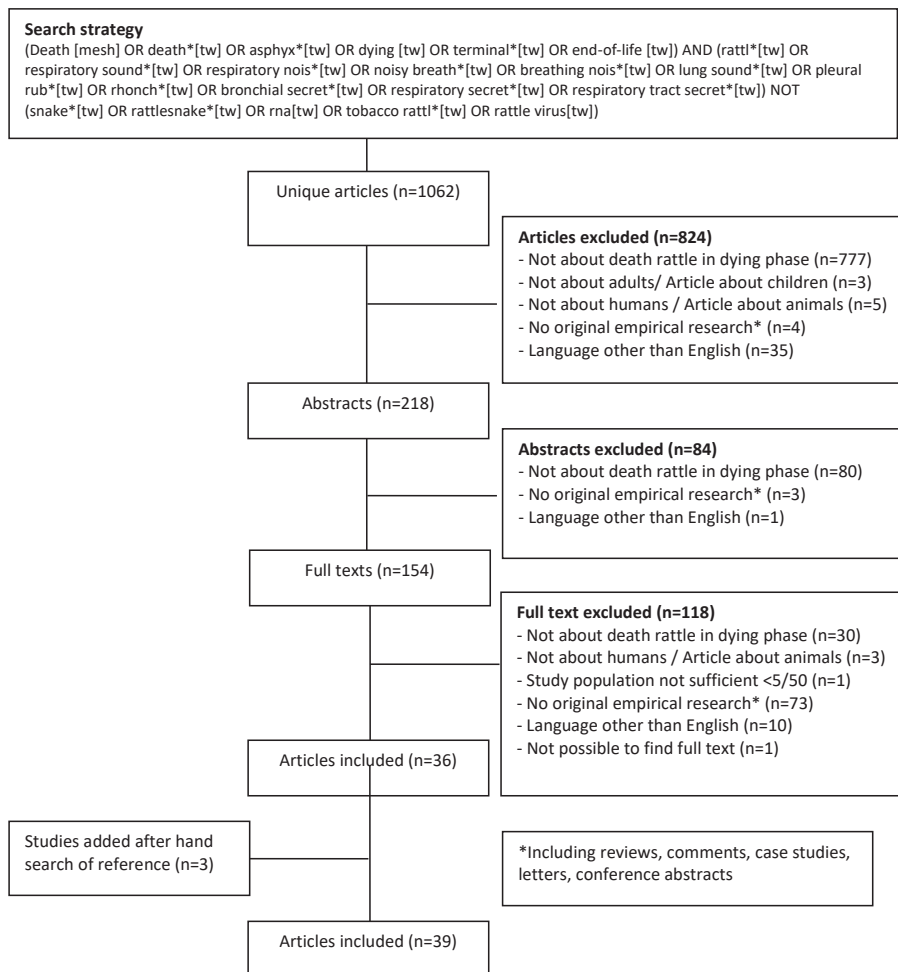 Search strategy
(Death [mesh] OR death*[tw] OR asphyx*[tw] OR dying [tw] OR terminal*[tw] OR end-of-life [tw]) AND (rattl*[tw] OR
respiratory sound*[tw] OR respiratory nois*[tw] OR noisy breath*[tw] OR breathing nois*[tw] OR lung sound*[tw] OR pleural
rub*[tw] OR rhonch*[tw] OR bronchial secret*[tw] OR respiratory secret*[tw] OR respiratory tract secret*[tw]) NOT
(snake*[tw] OR rattlesnake*[tw] OR rna[tw] OR tobacco rattl*[tw] OR rattle virus[tw])
Unique articles (n=1062)
Articles excluded (n=824)
- Not about death rattle in dying phase (n=777)
- Not about adults/ Article about children (n=3)
- Not about humans / Article about animals (n=5)
- No original empirical research* (n=4)
- Language other than English (n=35)
Abstracts (n=218)
Abstracts excluded (n=84)
- Not about death rattle in dying phase (n=80)
- No original empirical research* (n=3)
- Language other than English (n=1)
Full texts (n=154)
Full text excluded (n=118)
- Not about death rattle in dying phase (n=30)
- Not about humans / Article about animals (n=3)
- Study population not sufficient <5/50 (n=1)
- No original empirical research* (n=73)
- Language other than English (n=10)
- Not possible to find full text (n=1)
Articles included (n=36)
Studies added after hand
search of reference (n=3)
*Including reviews, comments, case studies,
letters, conference abstracts
Articles included (n=39)